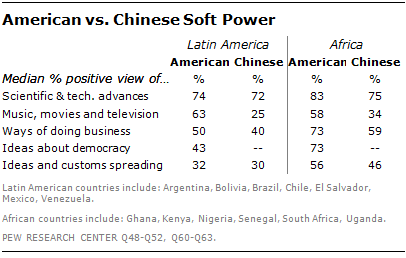 American vs. Chinese Soft Power
Latin America Africa
American Chinese American Chinese
Median % positive view of… % % % %
Scientific & tech. advances 74 72 83 75
Music, movies and television 63 25 58 34
Ways of doing business 50 40 73 59
Ideas about democracy 43 -- 73 --
Ideas and customs spreading 32 30 56 46
Latin American countries include: Argentina, Bolivia, Brazil, Chile, El Salvador,
Mexico, Venezuela.
African countries include: Ghana, Kenya, Nigeria, Senegal, South Africa, Uganda.
PEW RESEARCH CENTER Q48-Q52, Q60-Q63.